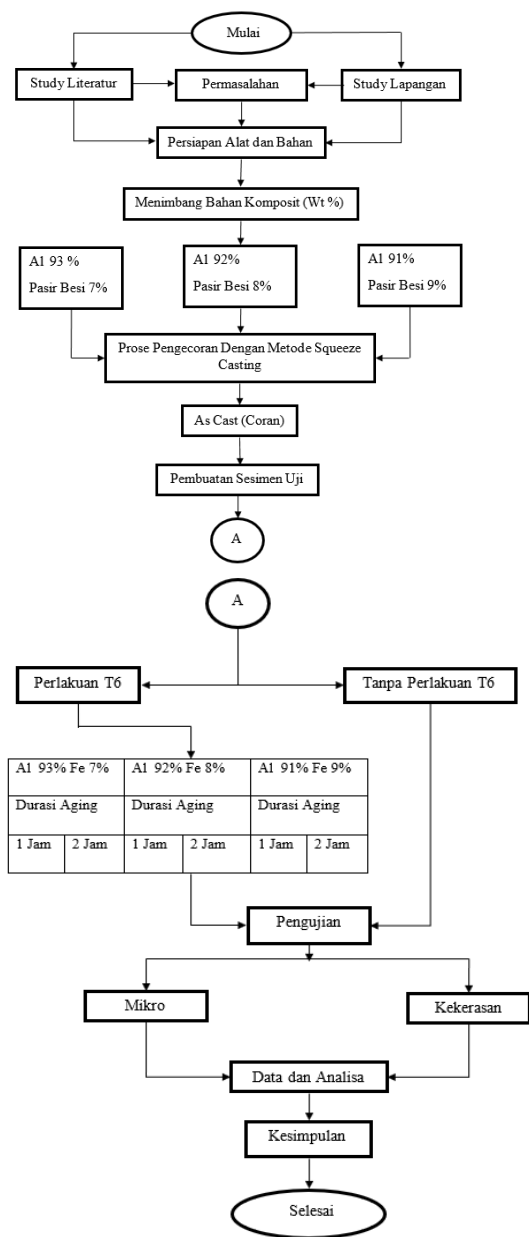 Mulai
Study Literatur
Permasalahan
Study Lapangan
Persiapan Alat dan Bahan
Menimbang Bahan Komposit (Wt %)
Al 93 %
Pasir Besi 7%
Al 92%
Pasir Besi 8%
Al 91%
Pasir Besi 9%
Prose Pengecoran Dengan Metode Squeeze
Casting
As Cast (Coran)
Pembuatan Sesimen Uji
A
A
Perlakuan T6
Tanpa Perlakuan T6
Al 93% Fe 7%
Al 92% Fe 8%
Al 91% Fe 9%
Durasi Aging
Durasi Aging
Durasi Aging
1 Jam
2 Jam
1 Jam
2 Jam
1 Jam
2 Jam
Pengujian
Mikro
Kekerasan
Data dan Analisa
Kesimpulan
Selesai